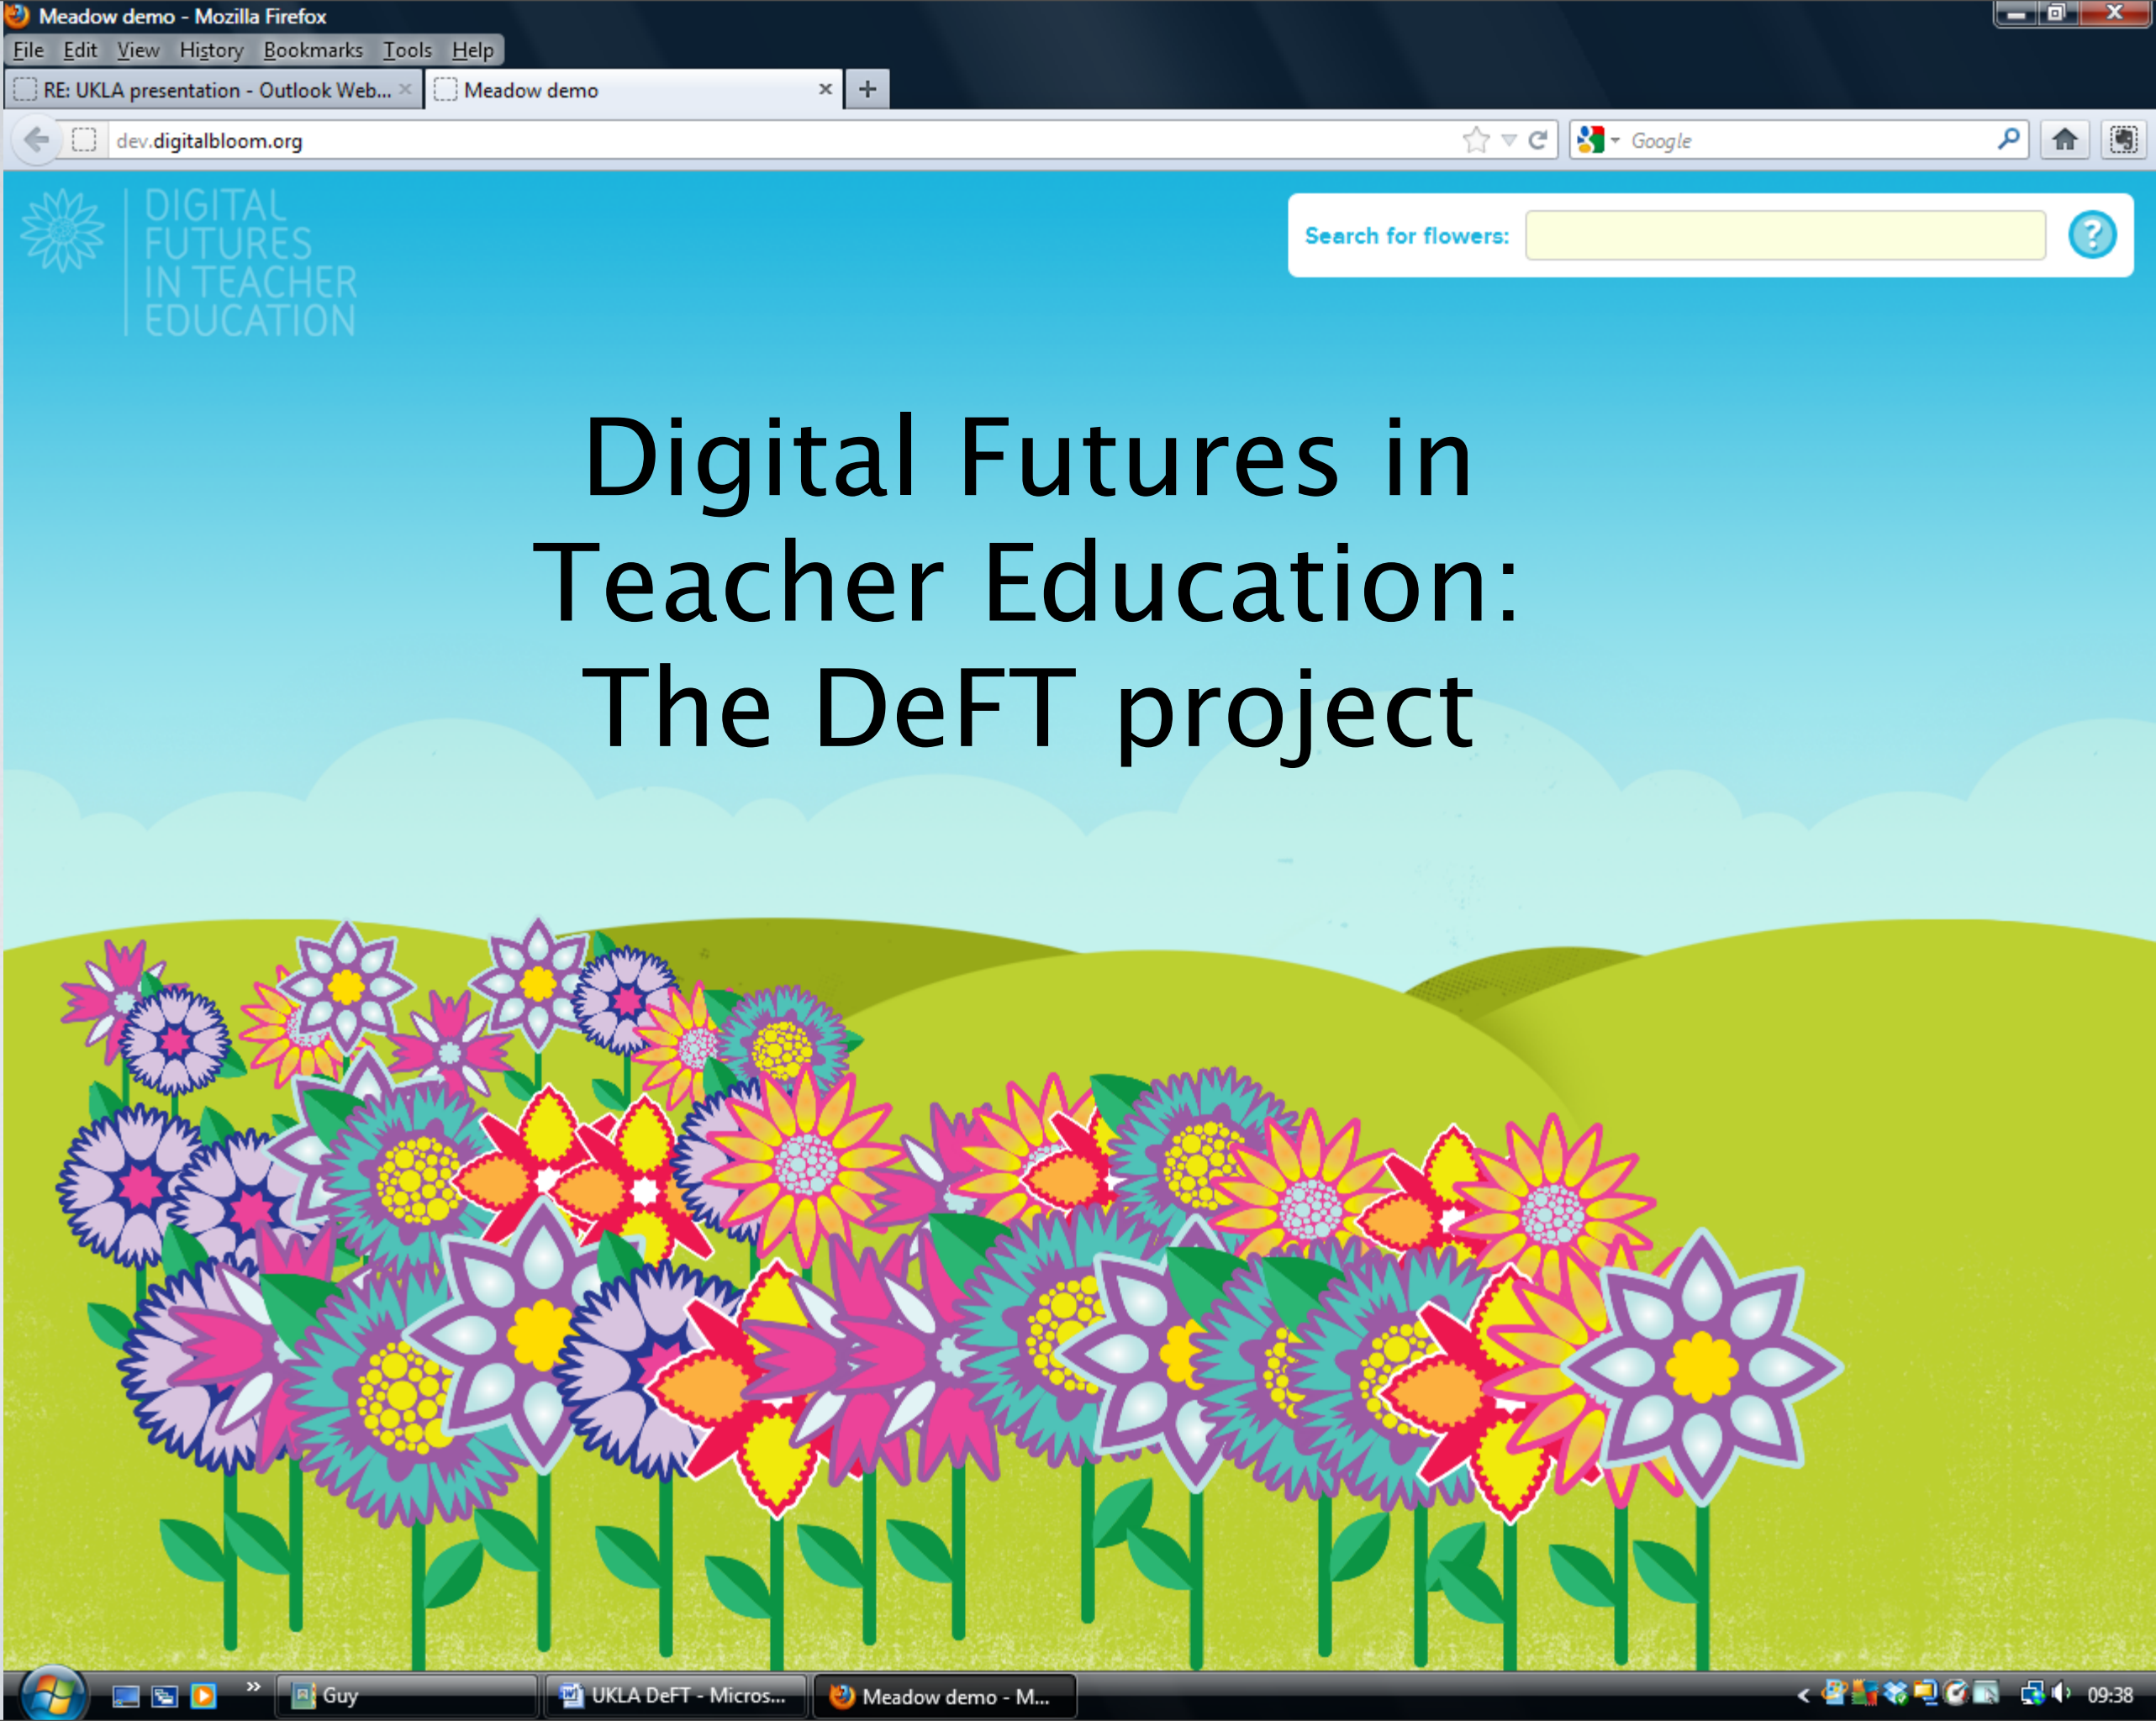 Meadow demo - Mozilla Firefox
File Edit View History Bookmarks Tools Help
RE: UKLA presentation - Outlook Web...
Meadow demo
dev.digitalbloom.org
Google
DIGITAL
FUTURES
IN TEACHER
EDUCATION
Search for flowers:
?
Digital Futures in
Teacher Education:
The DeFT project
Guy
UKLA DeFT - Micros...
Meadow demo - M...
09:38